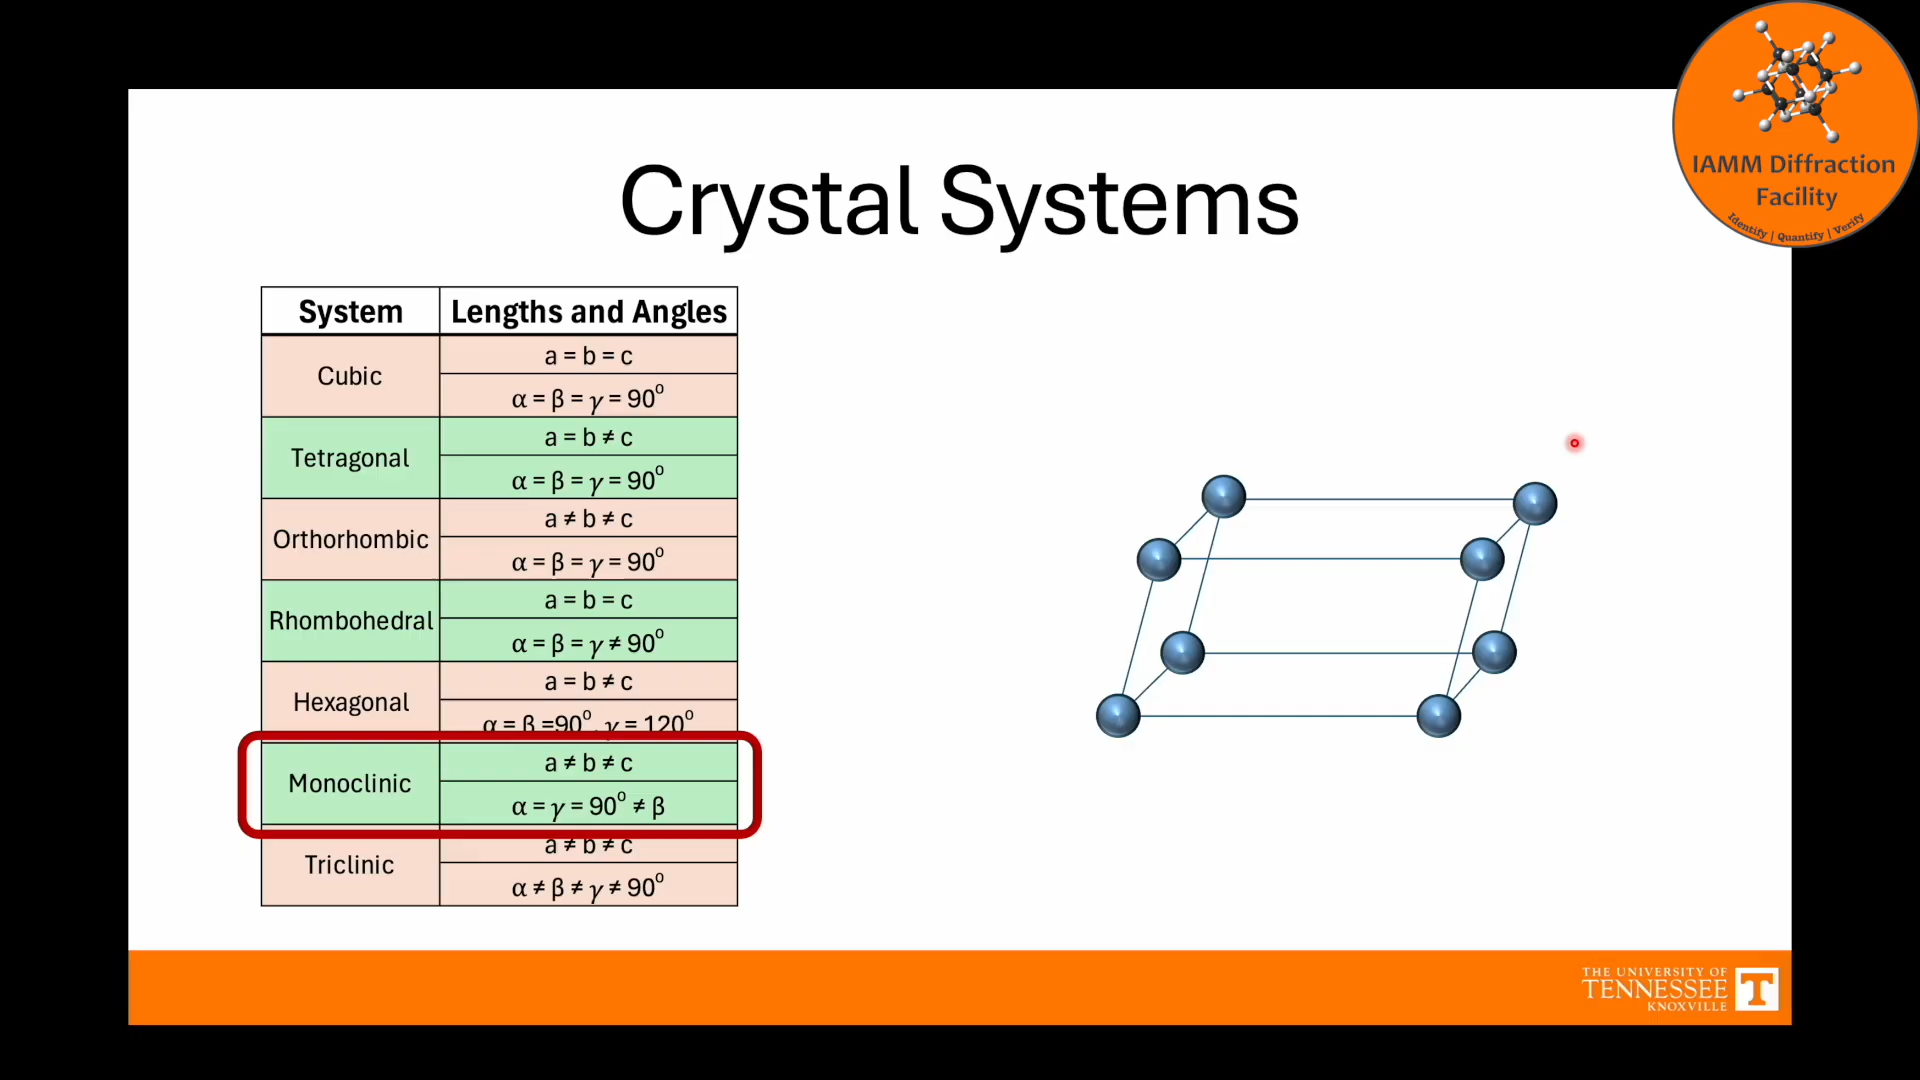 IAMM Diffraction
Facility
Identify | Quantify | Verify
Crystal Systems
System Lengths and Angles
Cubic
a = b = c
α = β = γ = 90°
Tetragonal
a = b ≠ c
α = β = γ = 90°
Orthorhombic
a ≠ b ≠ c
α = β = γ = 90°
Rhombohedral
a = b = c
α = β = γ ≠ 90°
Hexagonal
a = b ≠ c
α = β =90° , γ = 120°
Monoclinic
a ≠ b ≠ c
α = γ = 90° ≠ β
Triclinic
a ≠ b ≠ c
α ≠ β ≠ γ ≠ 90°
THE UNIVERSITY OF
TENNESSEE
KNOXVILLE
T